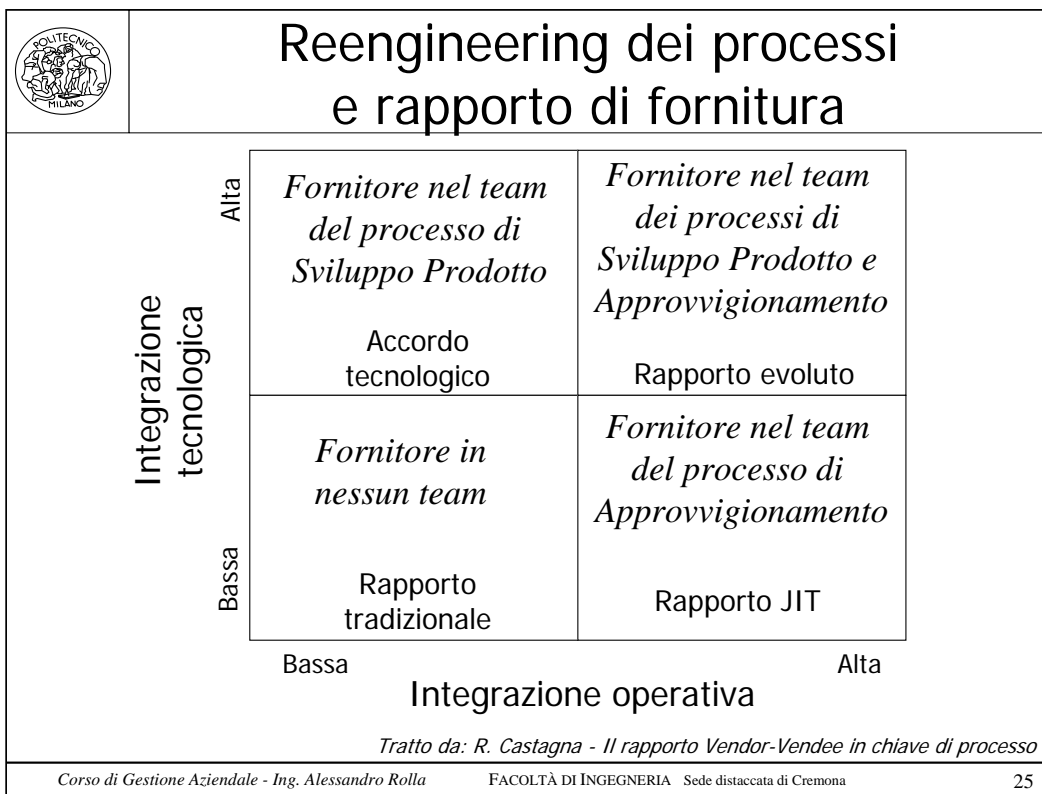 POLITECNICO
MILANO
Reengineering dei processi
e rapporto di fornitura
Integrazione
tecnologica
Alta
Bassa
Fornitore nel team
del processo di
Sviluppo Prodotto
Accordo
tecnologico
Fornitore nel team
dei processi di
Sviluppo Prodotto e
Approvvigionamento
Rapporto evoluto
Fornitore in
nessun team
Rapporto
tradizionale
Fornitore nel team
del processo di
Approvvigionamento
Rapporto JIT
Bassa
Alta
Integrazione operativa
Tratto da: R. Castagna - Il rapporto Vendor-Vendee in chiave di processo
Corso di Gestione Aziendale - Ing. Alessandro Rolla FACOLTÀ DI INGEGNERIA Sede distaccata di Cremona 25